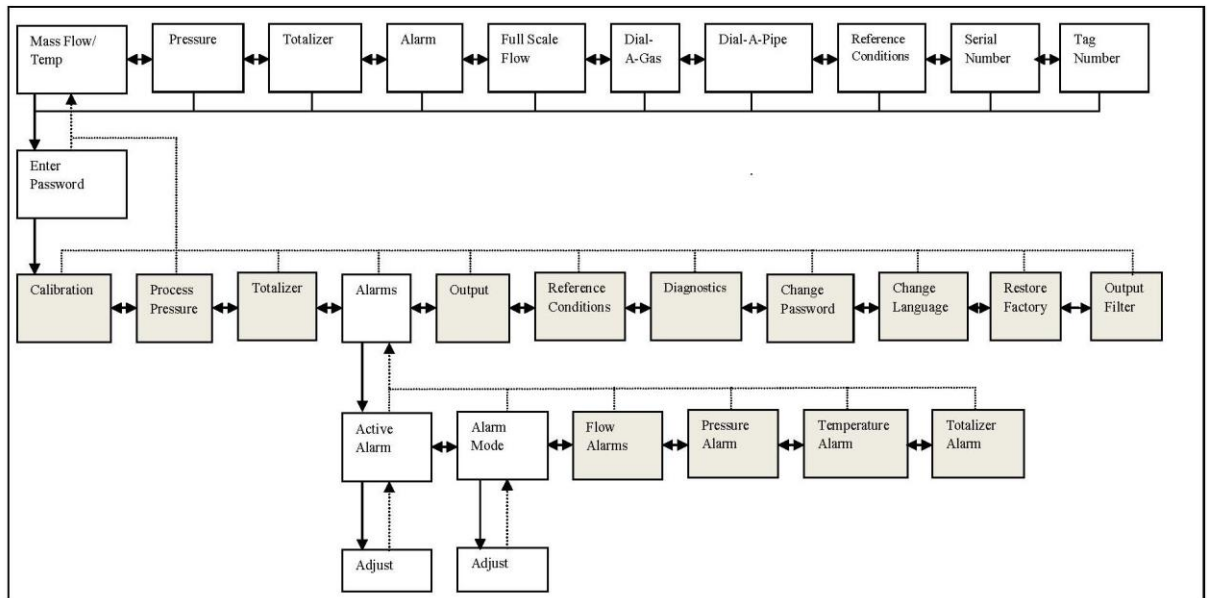 Mass Flow/
Temp
Pressure
Totalizer
Alarm
Full Scale
Flow
Dial-
A-Gas
Dial-A-Pipe
Reference
Conditions
Serial
Number
Tag
Number
Enter
Password
Calibration
Process
Pressure
Totalizer
Alarms
Output
Reference
Conditions
Diagnostics
Change
Password
Change
Language
Restore
Factory
Output
Filter
Active
Alarm
Alarm
Mode
Flow
Alarms
Pressure
Alarm
Temperature
Alarm
Totalizer
Alarm
Adjust
Adjust